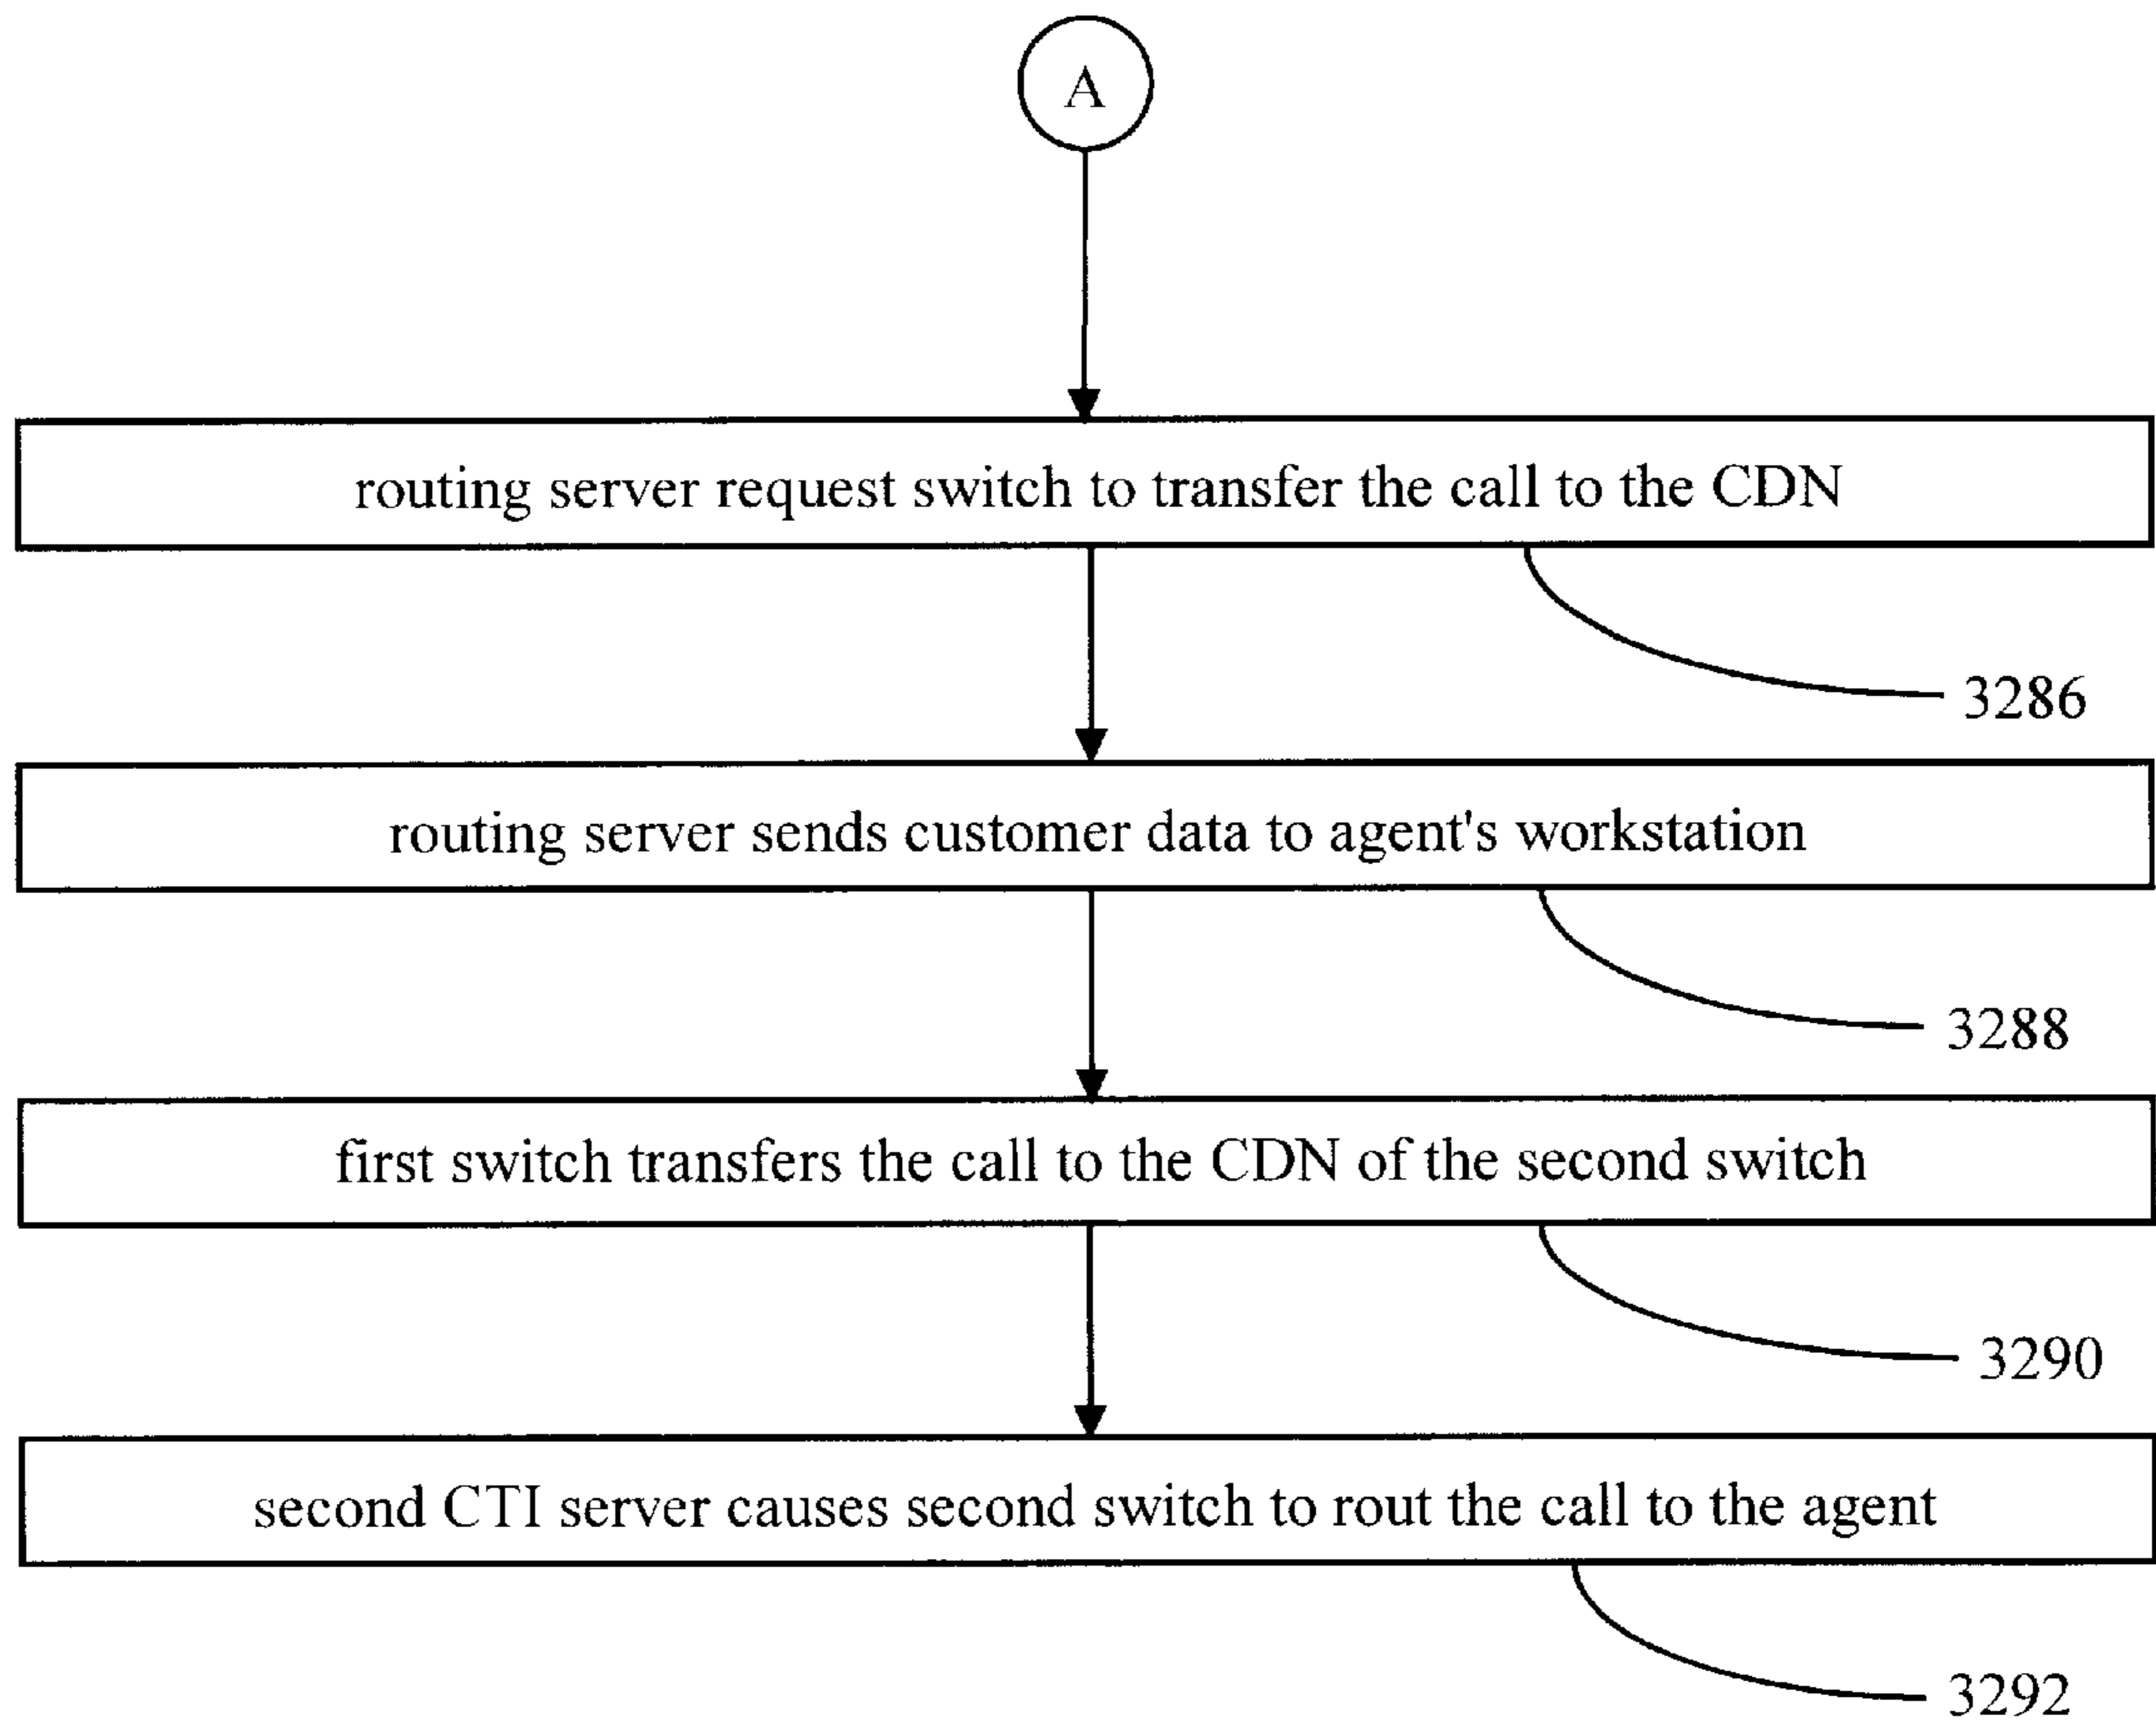 A
routing server request switch to transfer the call to the CDN
3286
routing server sends customer data to agent's workstation
3288
first switch transfers the call to the CDN of the second switch
3290
second CTI server causes second switch to rout the call to the agent
3292